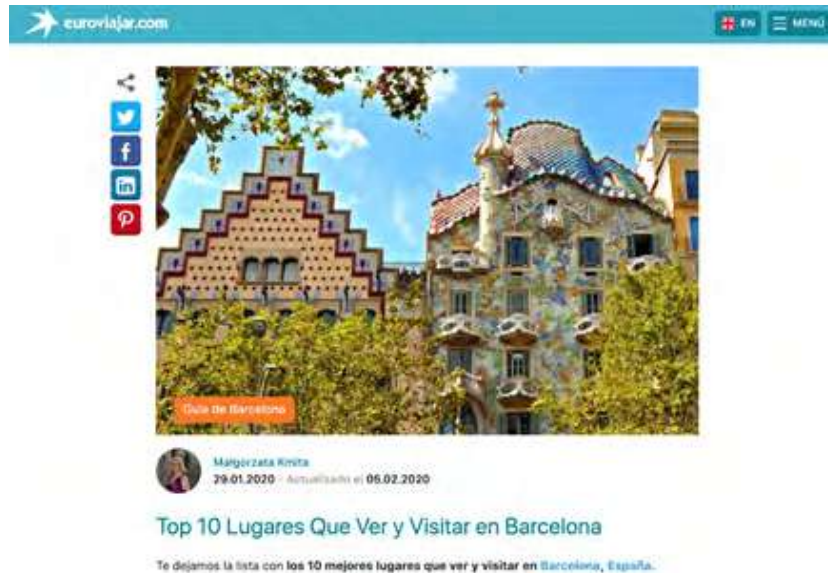 euroviajar.com
EN
MENÚ
Guía de Barcelona
Małgorzata Kmita
29.01.2020 - Actualizado el 05.02.2020
Top 10 Lugares Que Ver y Visitar en Barcelona
Te dejamos la lista con los 10 mejores lugares que ver y visitar en Barcelona, España.